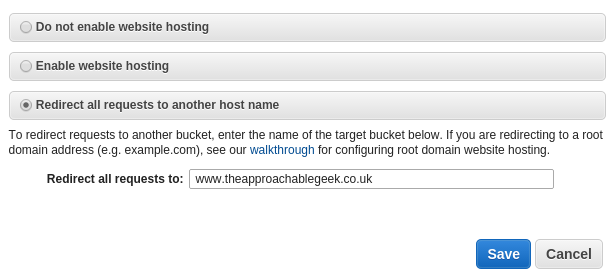 Do not enable website hosting
Enable website hosting
Redirect all requests to another host name
To redirect requests to another bucket, enter the name of the target bucket below. If you are redirecting to a root
domain address (e.g. example.com), see our walkthrough for configuring root domain website hosting.
Redirect all requests to: www.theapproachablegeek.co.uk
Save Cancel